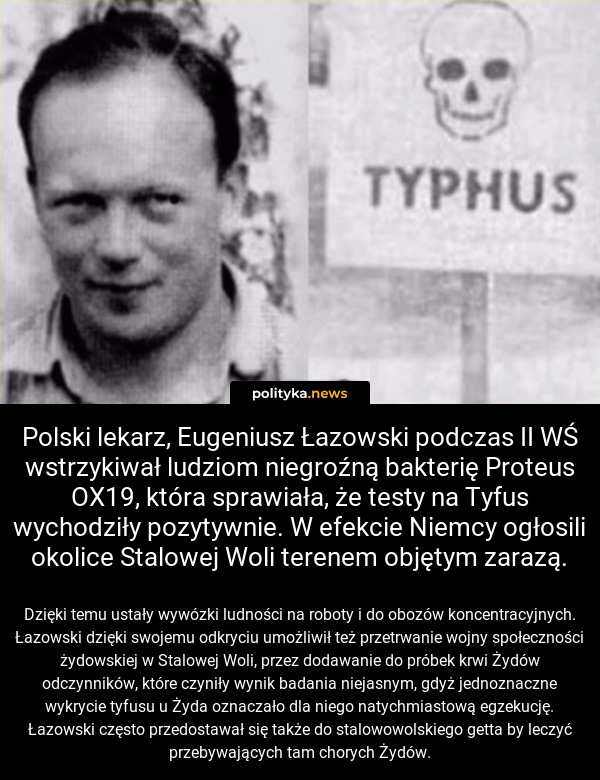 TYPHUS
polityka.news
Polski lekarz, Eugeniusz Łazowski podczas II WŚ
wstrzykiwał ludziom niegroźną bakterię Proteus
OX19, która sprawiała, że testy na Tyfus
wychodziły pozytywnie. W efekcie Niemcy ogłosili
okolice Stalowej Woli terenem objętym zarazą.
Dzięki temu ustały wywózki ludności na roboty i do obozów koncentracyjnych.
Łazowski dzięki swojemu odkryciu umożliwił też przetrwanie wojny społeczności
żydowskiej w Stalowej Woli, przez dodawanie do próbek krwi Żydów
odczynników, które czyniły wynik badania niejasnym, gdyż jednoznaczne
wykrycie tyfusu u Żyda oznaczało dla niego natychmiastową egzekucję.
Łazowski często przedostawał się także do stalowowolskiego getta by leczyć
przebywających tam chorych Żydów.